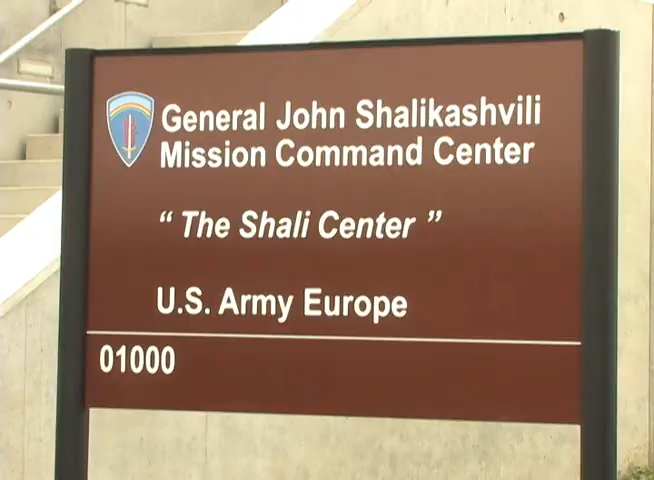 General John Shalikashvili
Mission Command Center
“ The Shali Center ”
U.S. Army Europe
01000